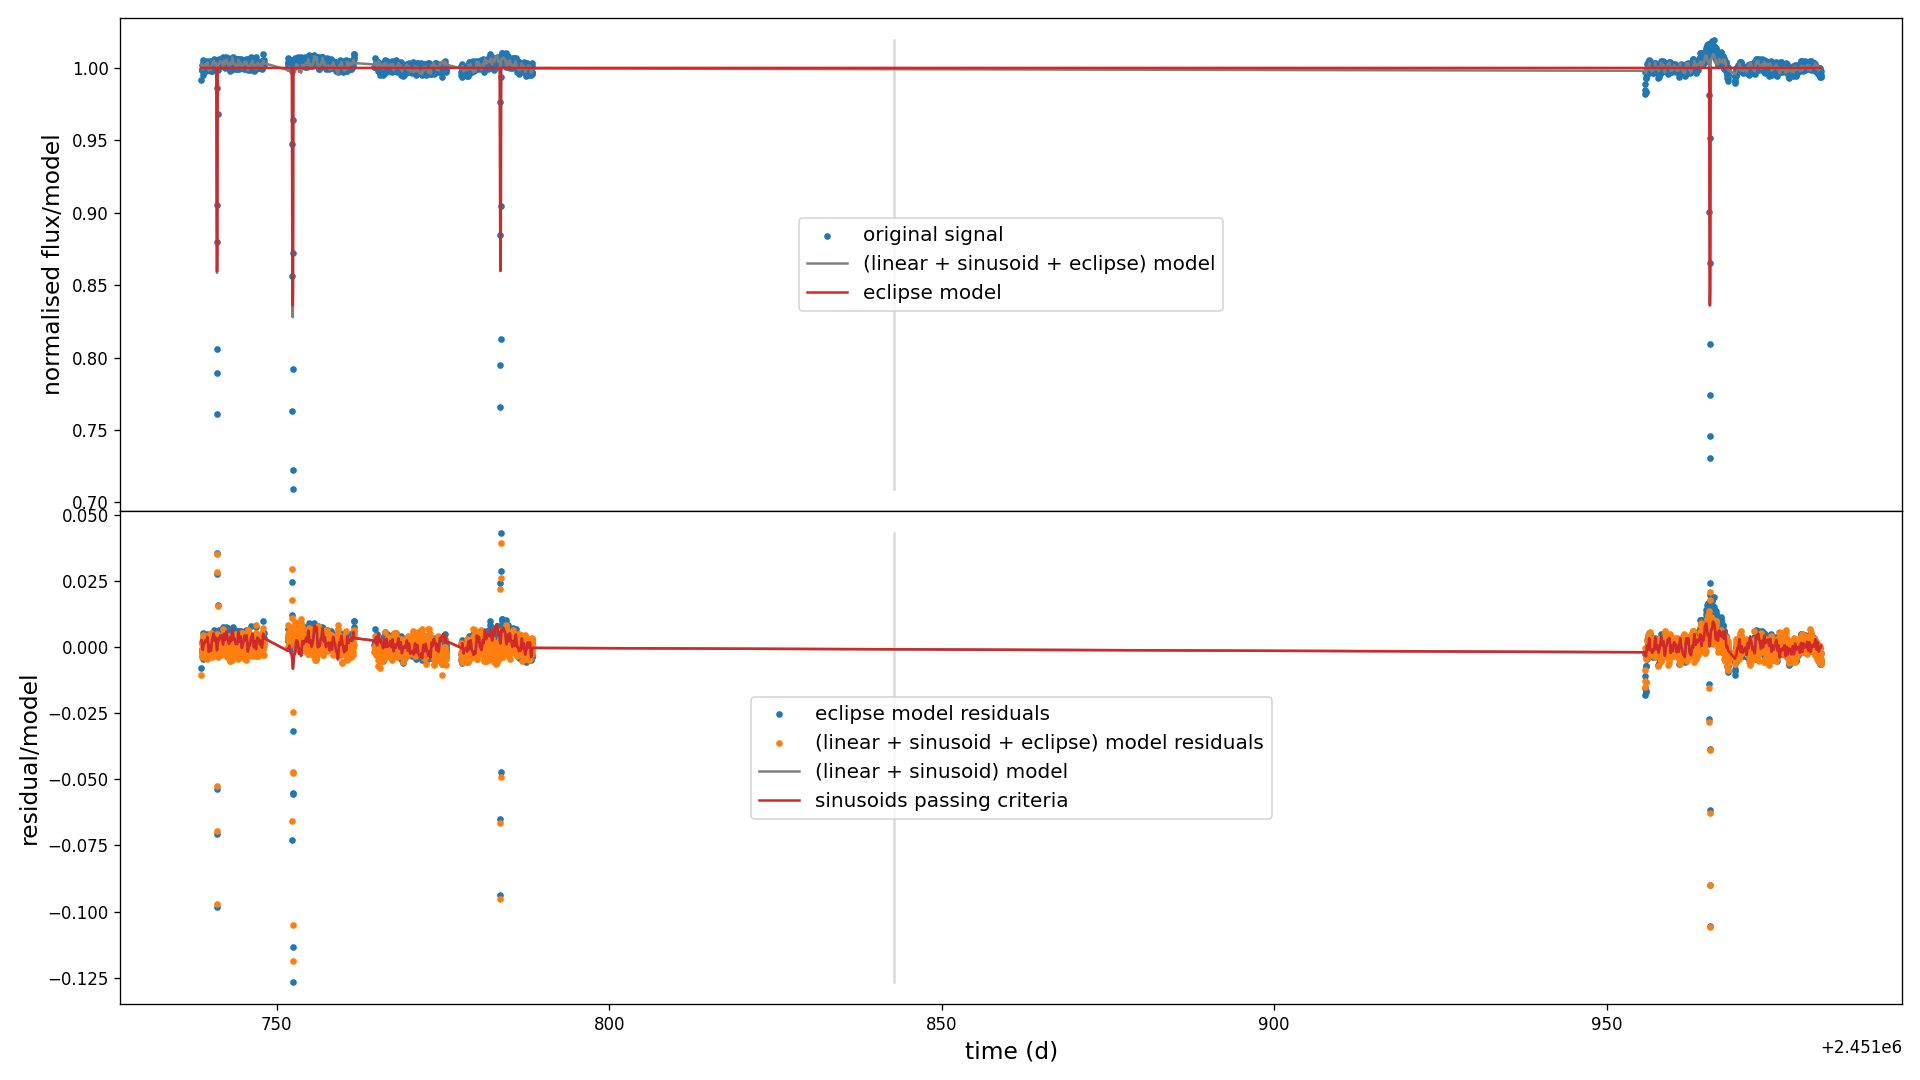 1.00
0.95
0.90
0.85
0.80
0.75
0.70
normalised flux/model
original signal
(linear + sinusoid + eclipse) model
eclipse model
0.050
0.025
0.000
−0.025
−0.050
−0.075
−0.100
−0.125
residual/model
eclipse model residuals
(linear + sinusoid + eclipse) model residuals
(linear + sinusoid) model
sinusoids passing criteria
750 800 850 900 950
time (d)
+2.451e6